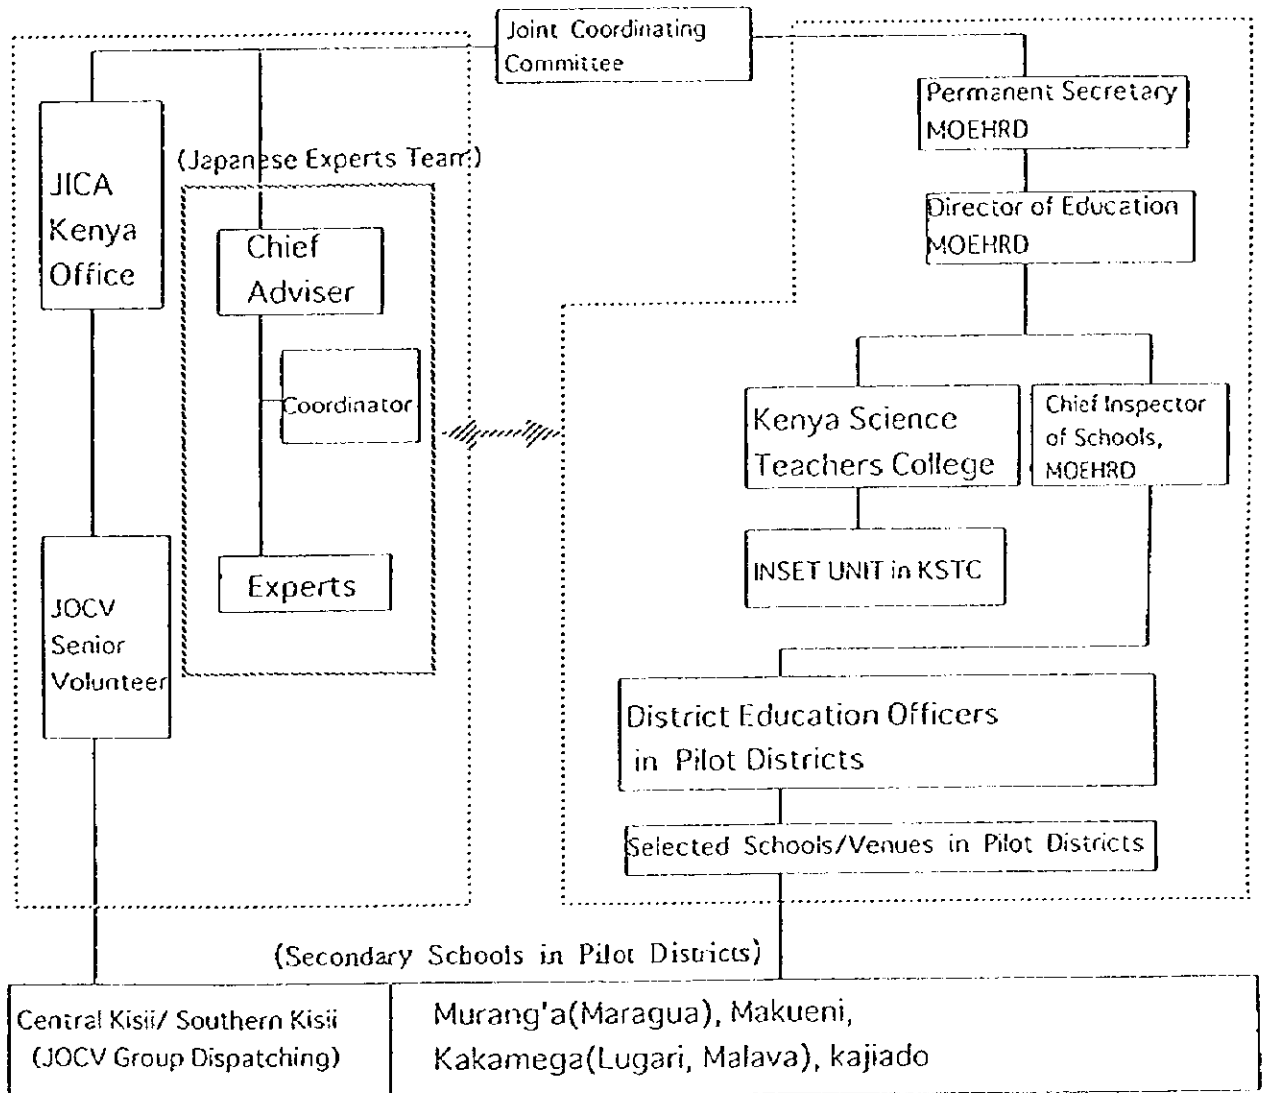 Joint Coordinating
Committee
Permanent Secretary
MOEHRD
(Japanese Experts Team)
JICA
Kenya
Office
Director of Education
MOEHRD
Chief
Adviser
Coordinator
Kenya Science
Teachers College
Chief Inspector
of Schools,
MOEHRD
INSET UNIT in KSTC
Experts
JOCV
Senior
Volunteer
District Education Officers
in Pilot Districts
Selected Schools/Venues in Pilot Districts
(Secondary Schools in Pilot Districts)
Central Kisii/ Southern Kisii
(JOCV Group Dispatching)
Murang'a(Maragua), Makueni,
Kakamega(Lugari, Malava), kajiado